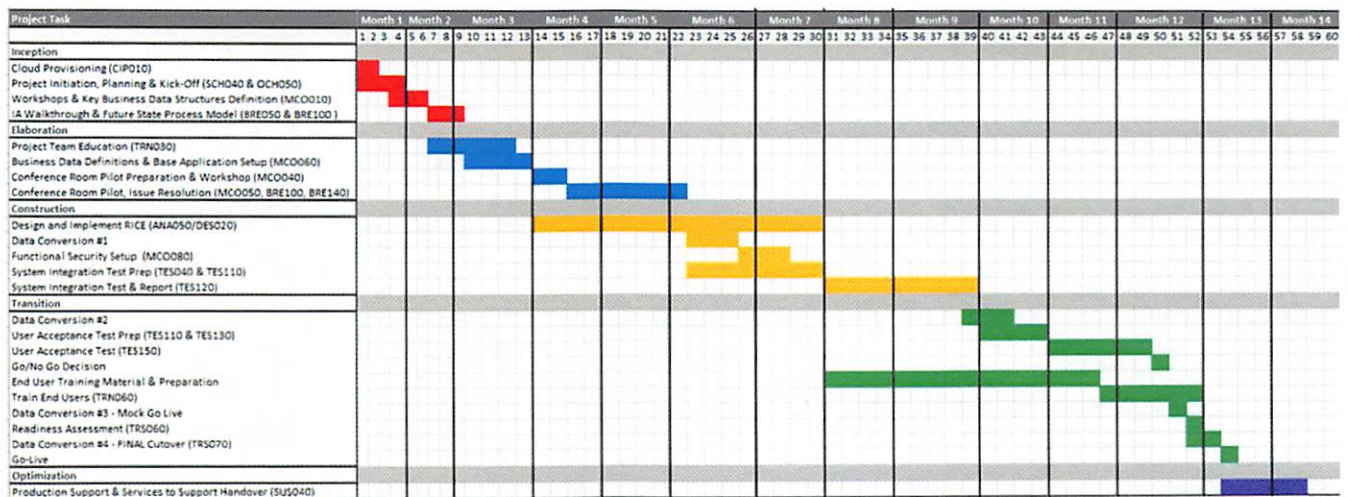 Project Task Month 1 Month 2 Month 3 Month 4 Month 5 Month 6 Month 7 Month 8 Month 9 Month 10 Month 11 Month 12 Month 13 Month 14
1 2 3 4 5 6 7 8 9 10 11 12 13 14 15 16 17 18 19 20 21 22 23 24 25 26 27 28 29 30 31 32 33 34 35 36 37 38 39 40 41 42 43 44 45 46 47 48 49 50 51 52 53 54 55 56 57 58 59 60
Inception
Cloud Provisioning (CIP010)
Project Initiation, Planning & Kick-Off (SCH040 & OCH050)
Workshops & Key Business Data Structures Definition (MCO010)
IA Walkthrough & Future State Process Model (BRE050 & BRE100 )
Elaboration
Project Team Education (TRN030)
Business Data Definitions & Base Application Setup (MCO060)
Conference Room Pilot Preparation & Workshop (MCO040)
Conference Room Pilot, Issue Resolution (MCO050, BRE100, BRE140)
Construction
Design and Implement RICE (ANA050/DES020)
Data Conversion #1
Functional Security Setup (MCO080)
System Integration Test Prep (TES040 & TES110)
System Integration Test & Report (TES120)
Transition
Data Conversion #2
User Acceptance Test Prep (TES110 & TES130)
User Acceptance Test (TES150)
Go/No Go Decision
End User Training Material & Preparation
Train End Users (TRN060)
Data Conversion #3 - Mock Go Live
Readiness Assessment (TRS060)
Data Conversion #4 - FINAL Cutover (TRS070)
Go-Live
Optimization
Production Support & Services to Support Handover (SUS040)